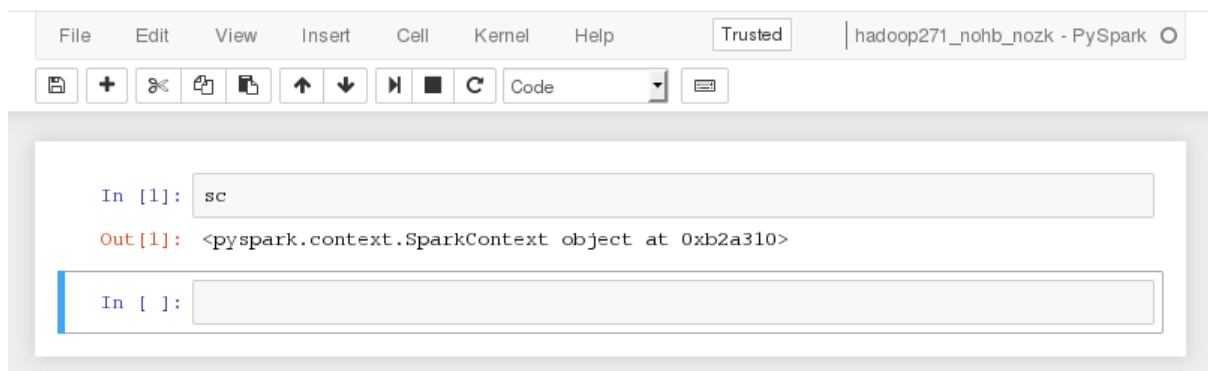 File Edit View Insert Cell Kernel Help Trusted hadoop271_nohb_nozk - PySpark
Code
In [1]: sc
Out[1]: <pyspark.context.SparkContext object at 0xb2a310>
In [ ]: